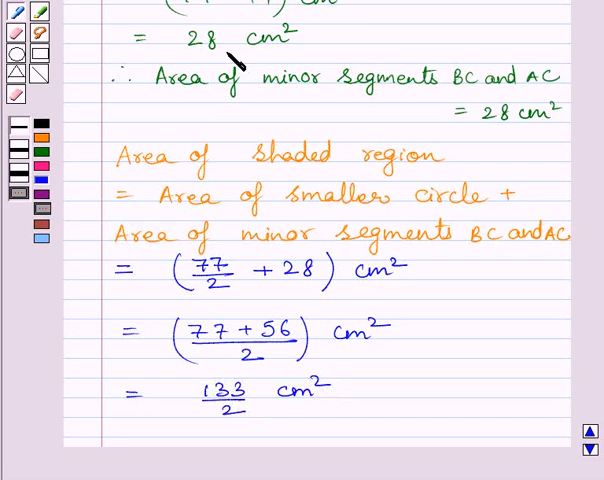 = 28 cm²
∴ Area of minor segments BC and AC
= 28 cm²
Area of shaded region
= Area of smaller circle +
Area of minor segments BC and AC
= (77/2 + 28) cm²
= ((77 + 56)/2) cm²
= 133/2 cm²